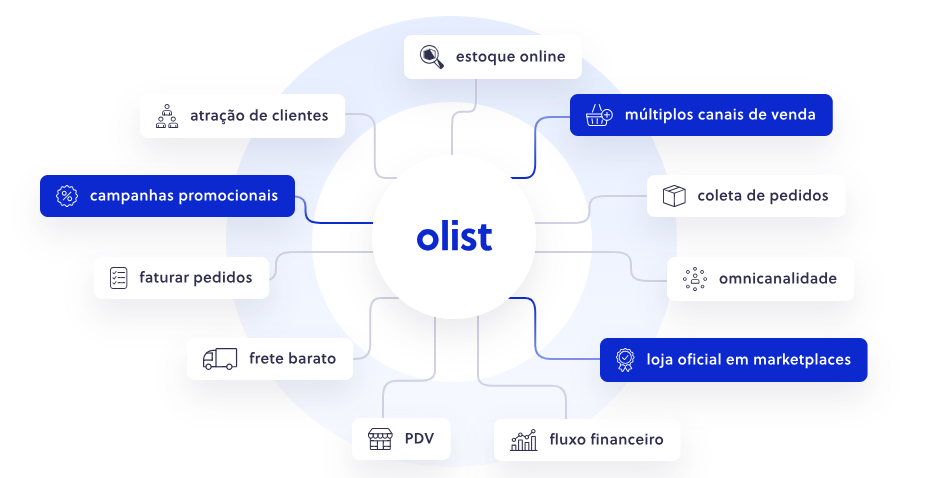 estoque online
atração de clientes
múltiplos canais de venda
campanhas promocionais
coleta de pedidos
olist
faturar pedidos
omnicanalidade
frete barato
loja oficial em marketplaces
PDV
fluxo financeiro